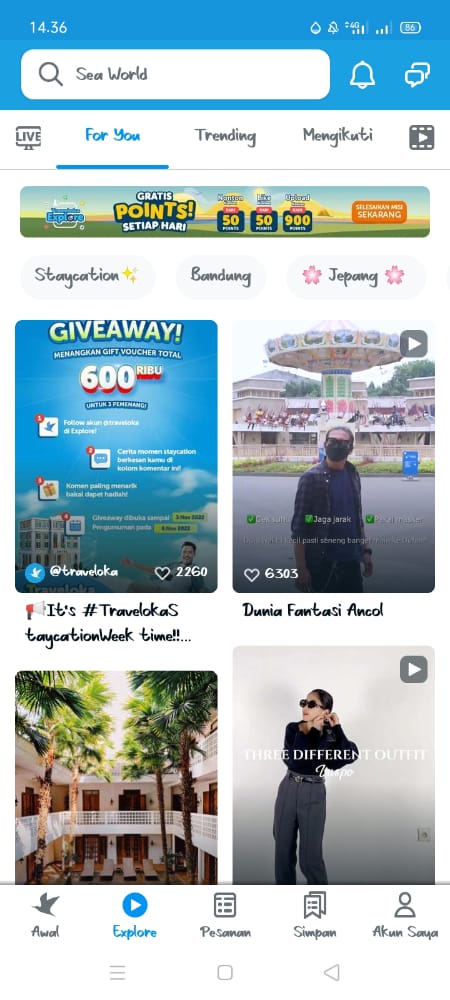 14.36
86
Sea World
LIVE
For You
Trending
Mengikuti
Traveloka
Explore
GRATIS
POINTS!
SETIAP HARI
Nonton
50
POINTS
Like
50
POINTS
Upload
900
POINTS
SELESAIKAN MISI
SEKARANG
Staycation✨
Bandung
🌸 Jepang 🌸
GIVEAWAY!
MENANGKAN GIFT VOUCHER TOTAL
600 RIBU
UNTUK 3 PEMENANG!
1
Follow akun @traveloka
di Explore!
2
Cerita momen staycation
berkesan kamu di
kolom komentar ini!
3
Komen paling menarik
bakal dapet hadiah!
4
Giveaway dibuka sampai 3 Nov 2022
Pengumuman pada 8 Nov 2022
@traveloka
2260
📢It's #TravelokaS
taycationWeek time!!...
✅Cek suhu ✅Jaga jarak ✅Pakai masker
6303
Dunia Fantasi Ancol
THREE DIFFERENT OUTFIT
Inspo
Awal
Explore
Pesanan
Simpan
Akun Saya